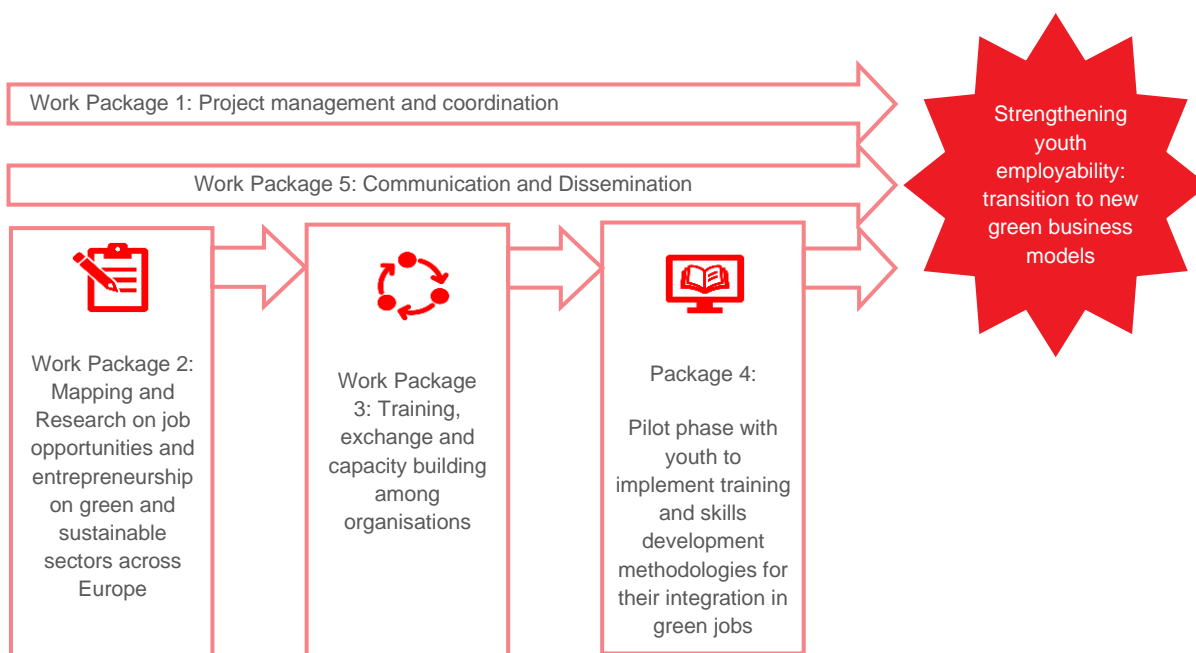 Work Package 1: Project management and coordination
Work Package 5: Communication and Dissemination
Strengthening
youth
employability:
transition to new
green business
models
Work Package 2:
Mapping and
Research on job
opportunities and
entrepreneurship
on green and
sustainable
sectors across
Europe
Work Package
3: Training,
exchange and
capacity building
among
organisations
Package 4:
Pilot phase with
youth to
implement training
and skills
development
methodologies for
their integration in
green jobs